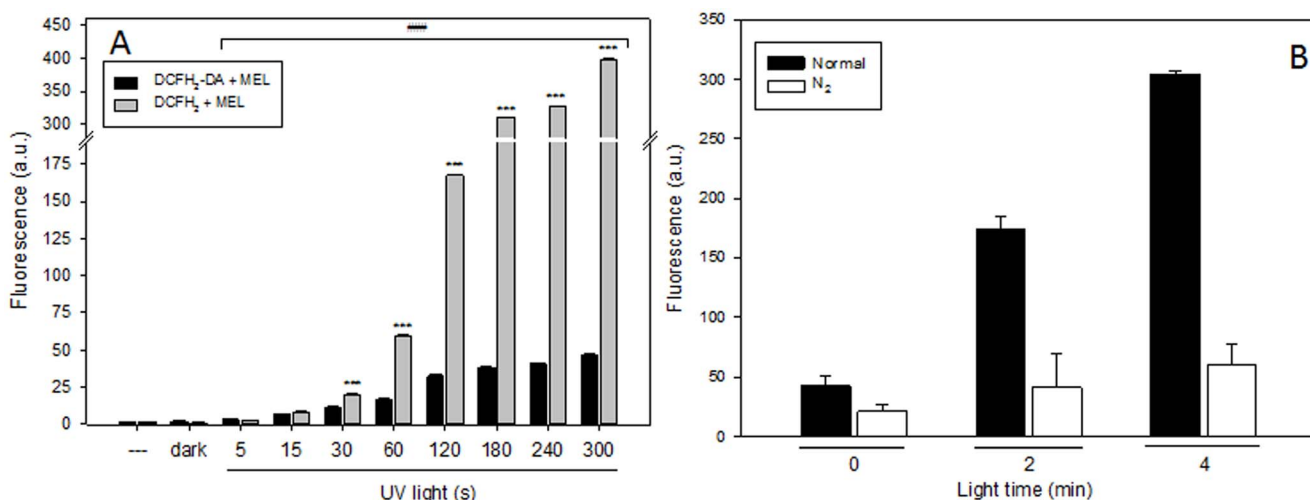 A
DCFH₂-DA + MEL
DCFH₂ + MEL
Fluorescence (a.u.)
450
400
350
300
175
150
125
100
75
50
25
0
***
***
***
***
***
***
--- dark 5 15 30 60 120 180 240 300
UV light (s)
B
Normal
N₂
Fluorescence (a.u.)
350
300
250
200
150
100
50
0
0 2 4
Light time (min)